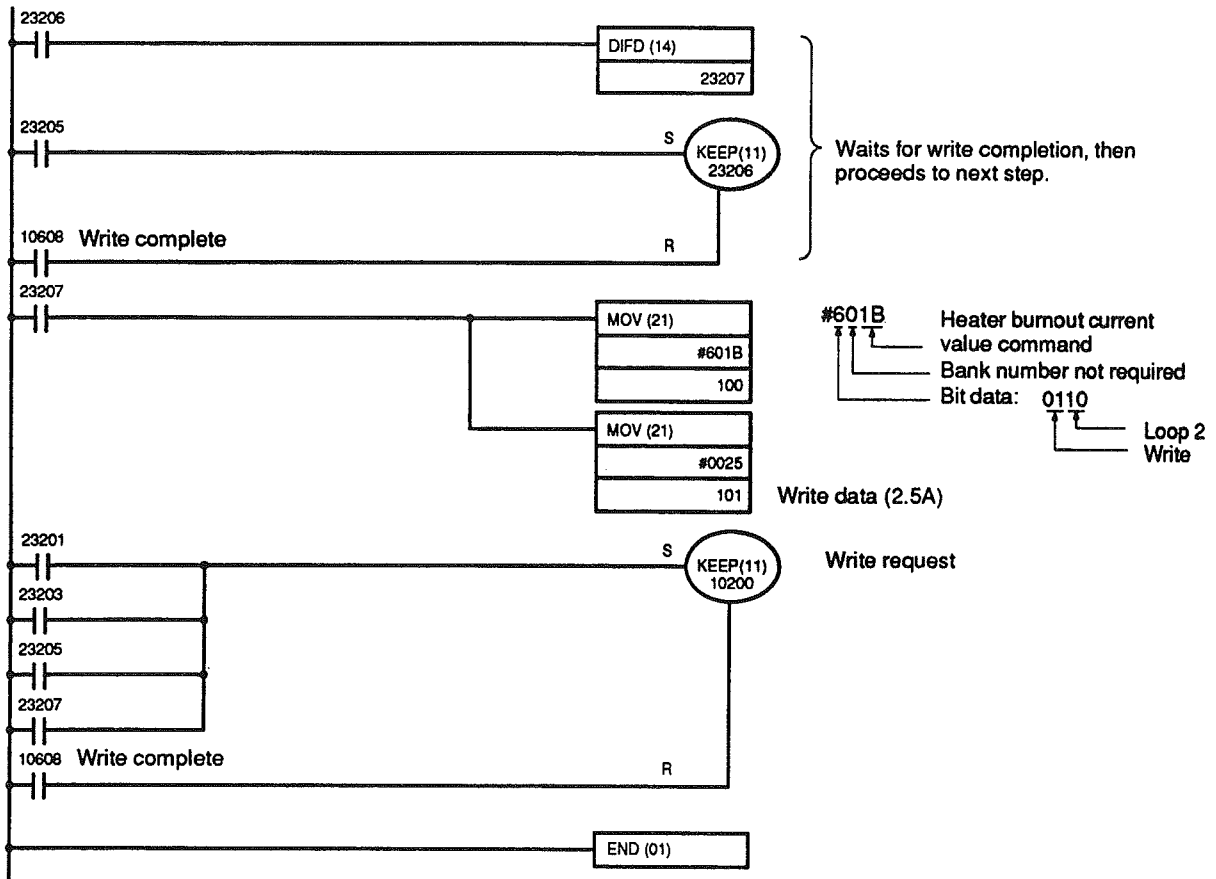 23206
DIFD (14)
23207
23205
S
KEEP(11)
23206
Waits for write completion, then
proceeds to next step.
10608
Write complete
R
23207
MOV (21)
#601B
100
#601B
Heater burnout current
value command
Bank number not required
Bit data:
0110
Loop 2
Write
MOV (21)
#0025
101
Write data (2.5A)
23201
S
KEEP(11)
10200
Write request
23203
23205
23207
10608
Write complete
R
END (01)